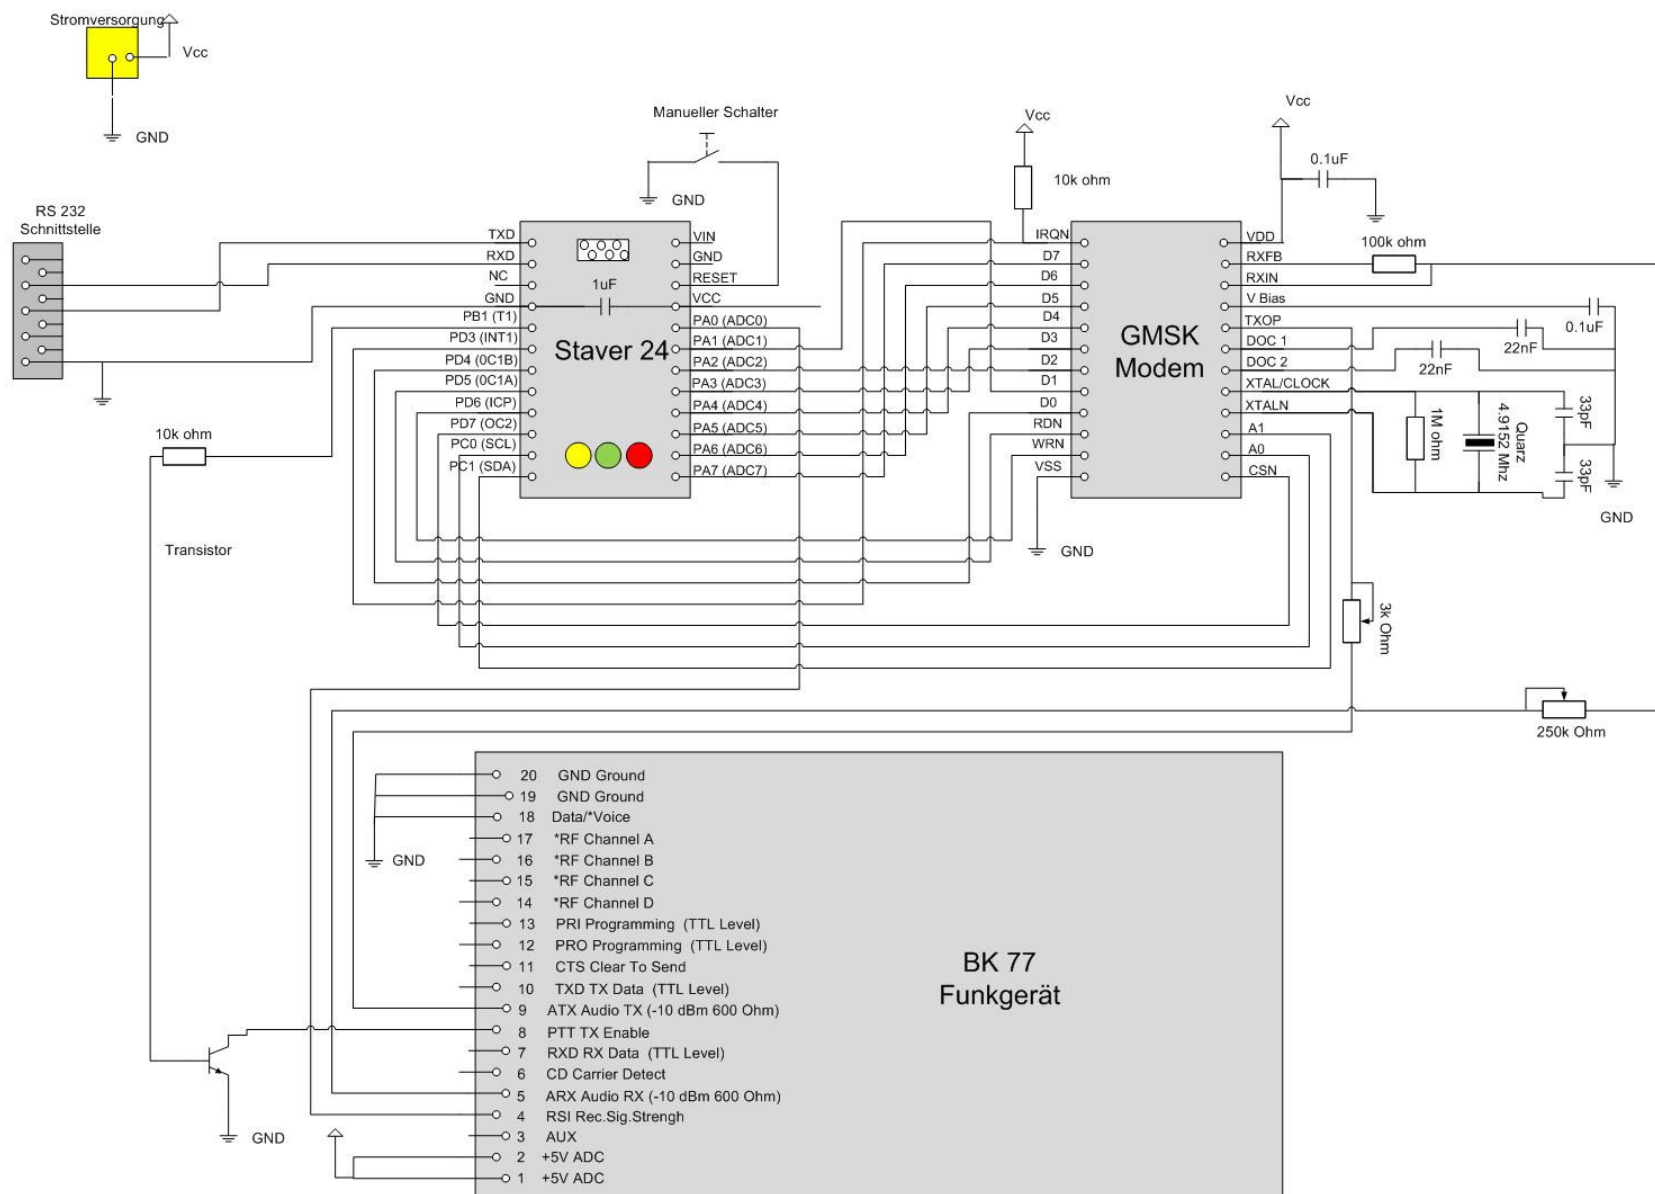 Stromversorgung
Vcc
GND
Manueller Schalter
GND
RS 232
Schnittstelle
TXD
RXD
NC
GND
PB1 (T1)
PD3 (INT1)
PD4 (0C1B)
PD5 (0C1A)
PD6 (ICP)
PD7 (OC2)
PC0 (SCL)
PC1 (SDA)
1uF
Staver 24
VIN
GND
RESET
VCC
PA0 (ADC0)
PA1 (ADC1)
PA2 (ADC2)
PA3 (ADC3)
PA4 (ADC4)
PA5 (ADC5)
PA6 (ADC6)
PA7 (ADC7)
Vcc
10k ohm
IRQN
D7
D6
D5
D4
D3
D2
D1
D0
RDN
WRN
VSS
GND
GMSK
Modem
Vcc
0.1uF
VDD
RXFB
RXIN
V Bias
TXOP
DOC 1
DOC 2
XTAL/CLOCK
XTALN
A1
A0
CSN
100k ohm
0.1uF
22nF
22nF
1M ohm
Quarz
4.9152 Mhz
33pF
33pF
GND
10k ohm
Transistor
3k Ohm
250k Ohm
20 GND Ground
19 GND Ground
18 Data/*Voice
17 *RF Channel A
16 *RF Channel B
15 *RF Channel C
14 *RF Channel D
13 PRI Programming (TTL Level)
12 PRO Programming (TTL Level)
11 CTS Clear To Send
10 TXD TX Data (TTL Level)
9 ATX Audio TX (-10 dBm 600 Ohm)
8 PTT TX Enable
7 RXD RX Data (TTL Level)
6 CD Carrier Detect
5 ARX Audio RX (-10 dBm 600 Ohm)
4 RSI Rec.Sig.Strengh
3 AUX
2 +5V ADC
1 +5V ADC
GND
GND
BK 77
Funkgerät